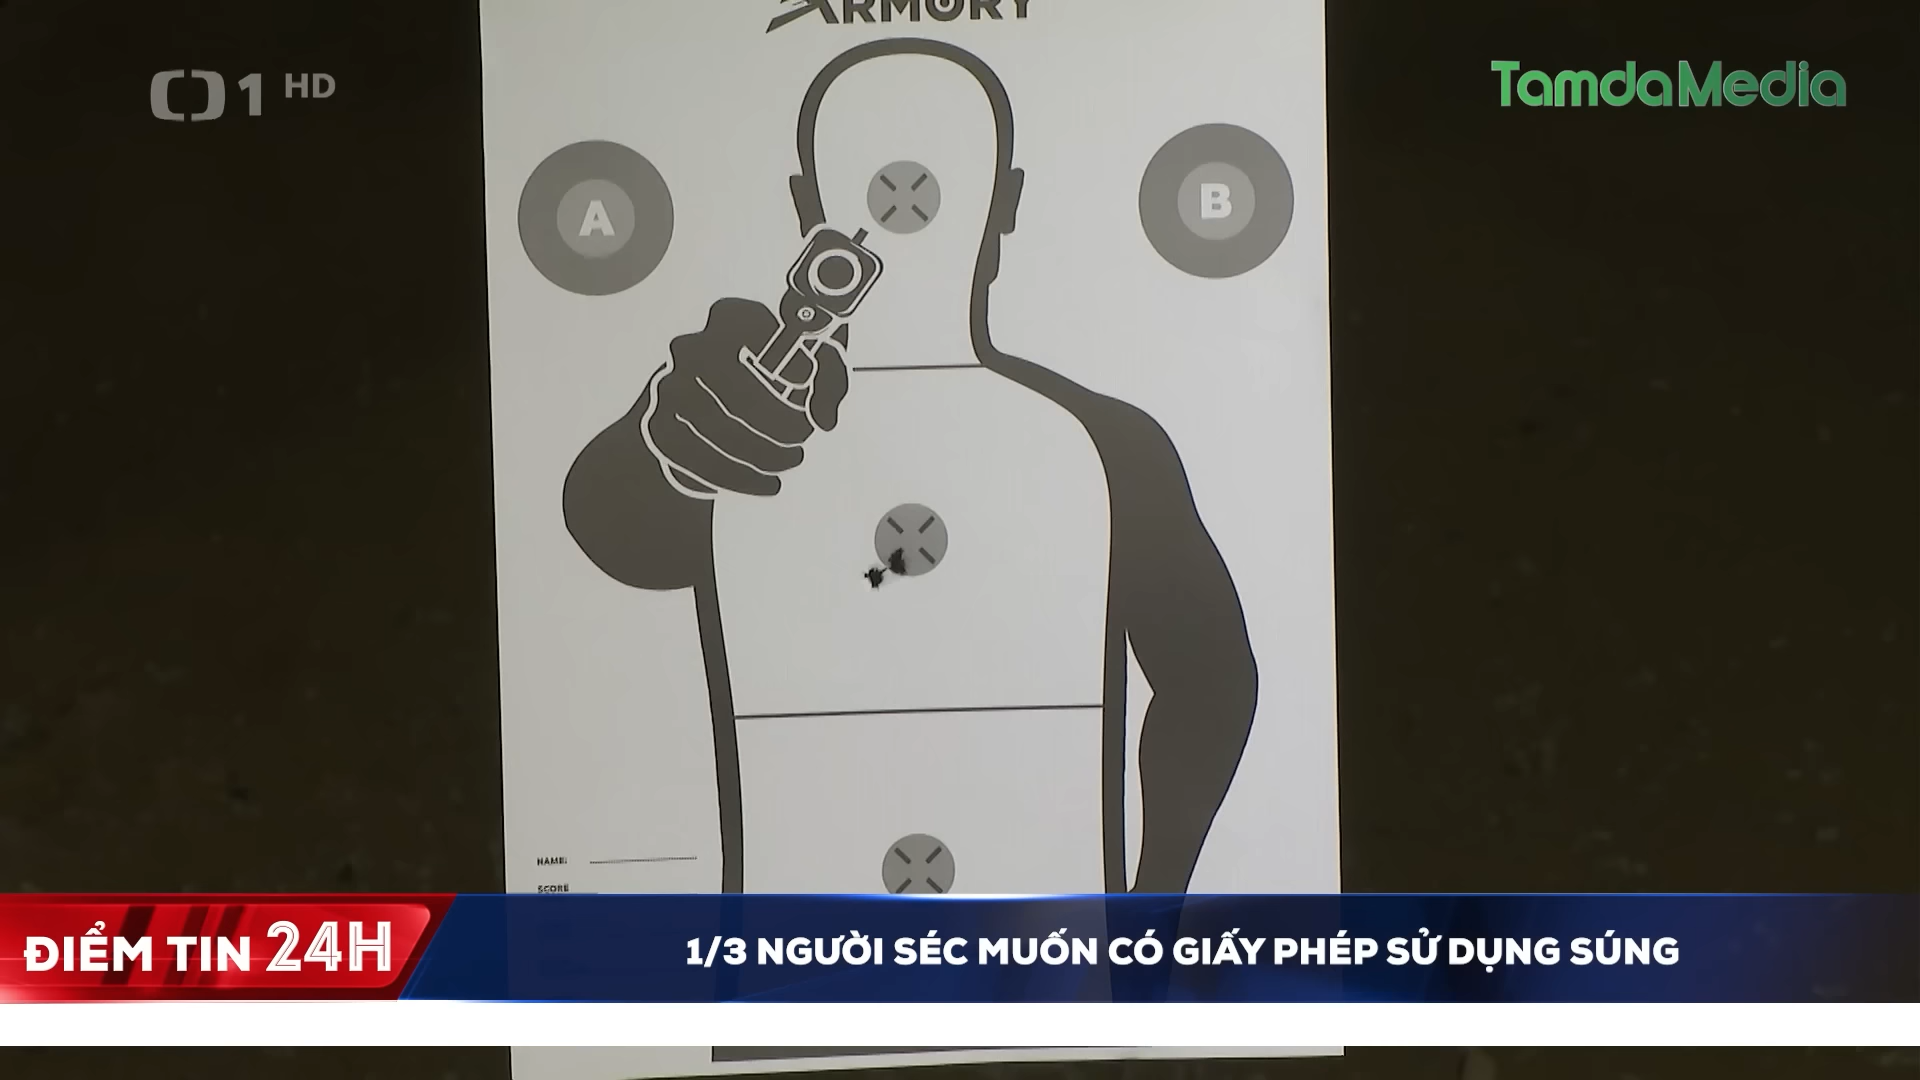 ARMORY
1 HD
TamdaMedia
A
B
NAME:
SCORE
ĐIỂM TIN 24H
1/3 NGƯỜI SÉC MUỐN CÓ GIẤY PHÉP SỬ DỤNG SÚNG